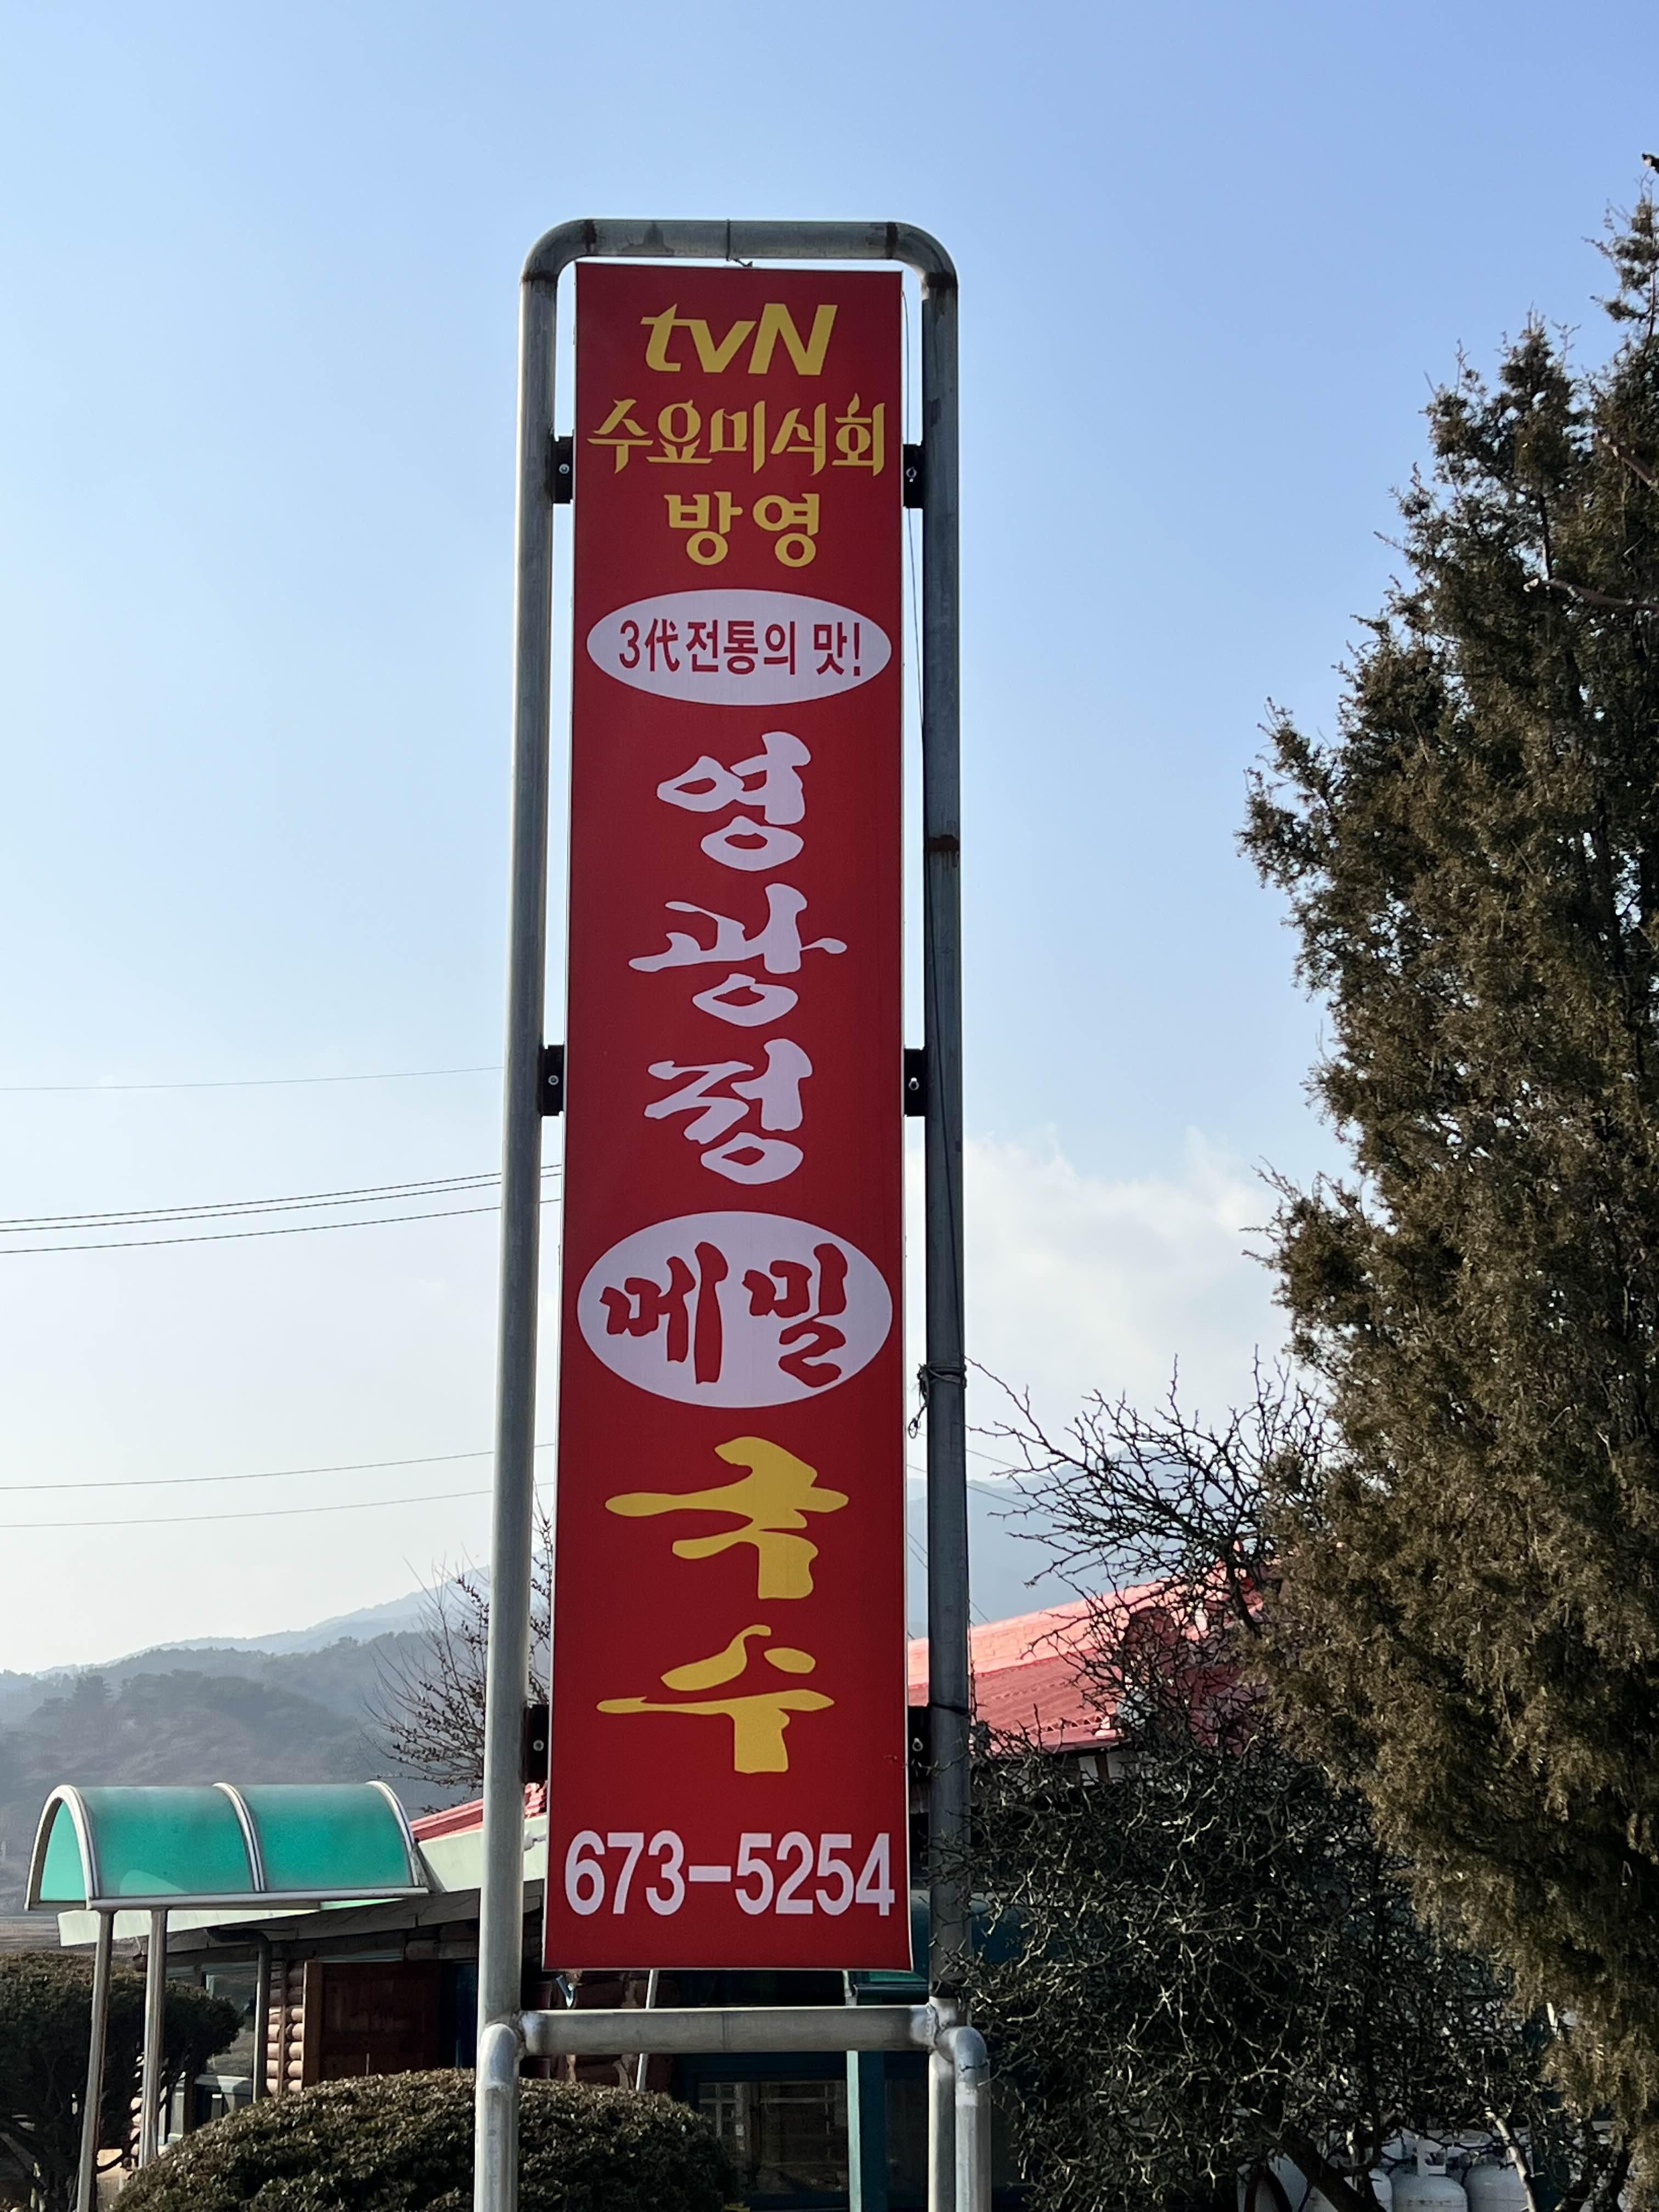 tvN
수요미식회
방영
3代 전통의 맛!
영광정
메밀
국수
673-5254